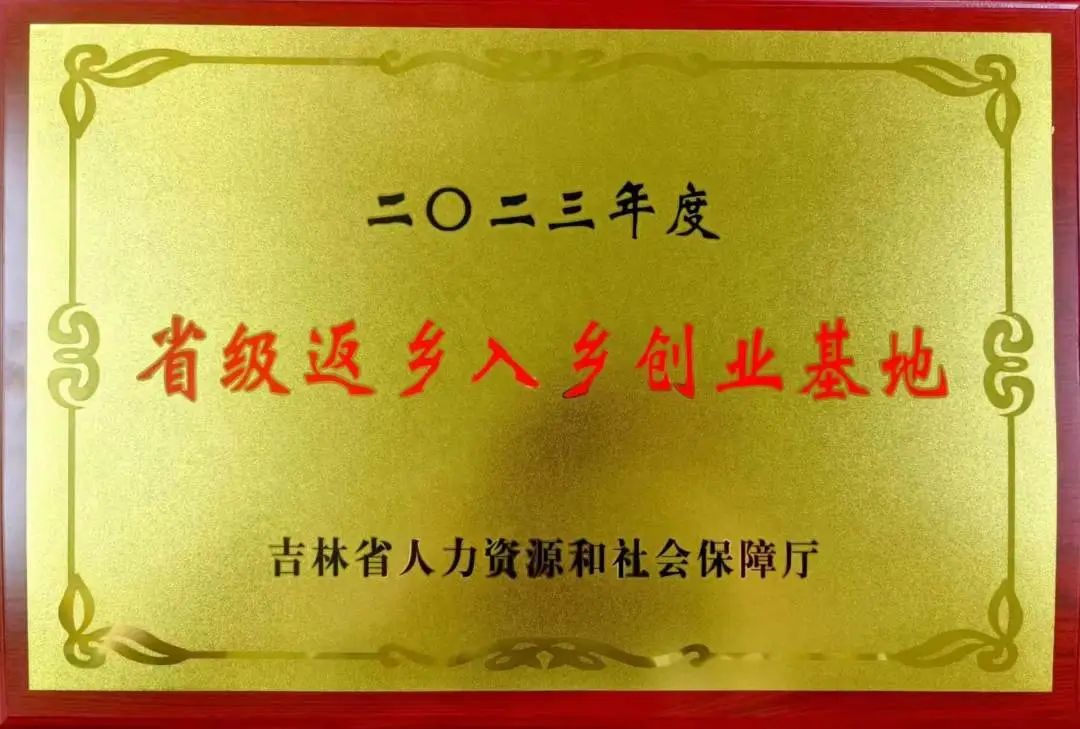 二〇二三年度
省级返乡入乡创业基地
吉林省人力资源和社会保障厅